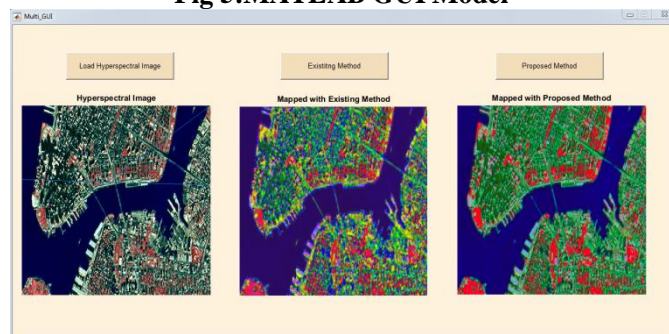 Fig 5:MATLAB GUI Model
Multi_GUI
Load Hyperspectral Image
Existitng Method
Proposed Method
Hyperspectral Image
Mapped with Existing Method
Mapped with Proposed Method